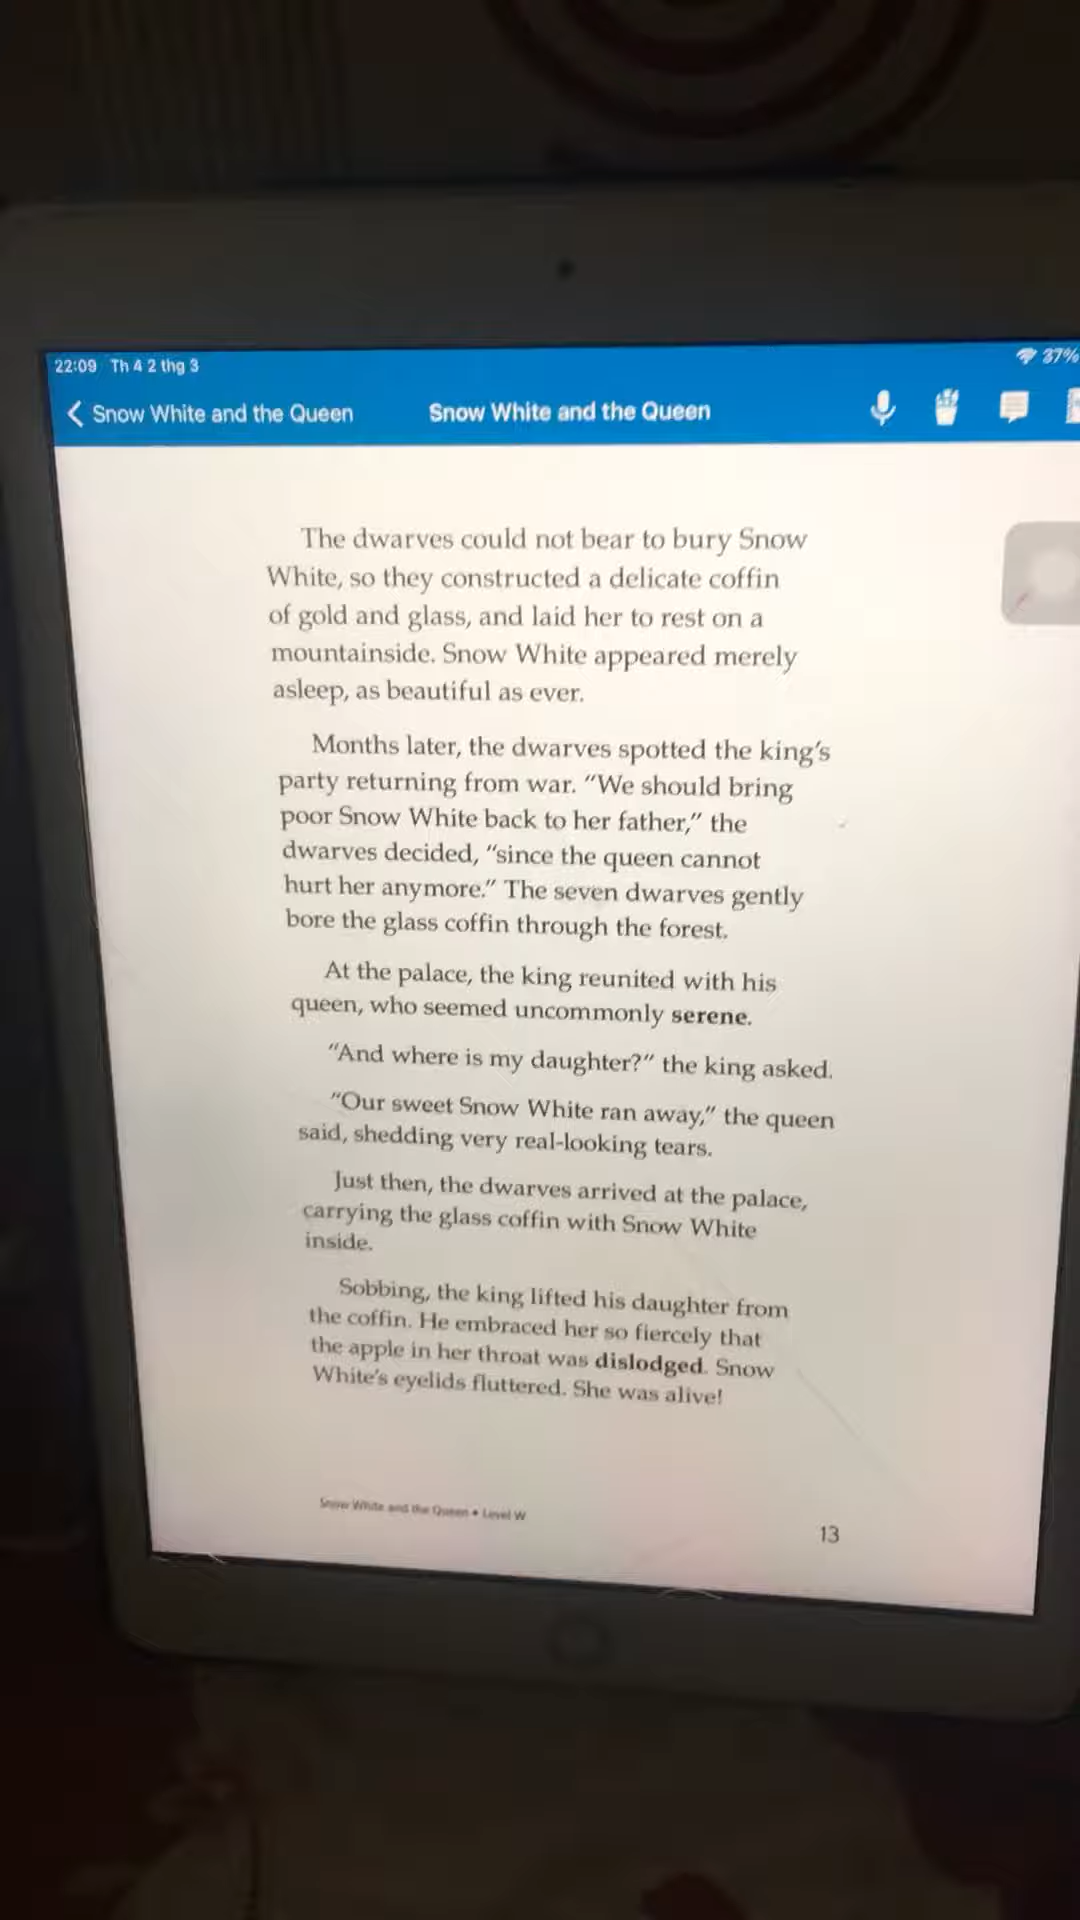 22:09 Th 4 2 thg 3
37%
Snow White and the Queen
Snow White and the Queen
The dwarves could not bear to bury Snow
White, so they constructed a delicate coffin
of gold and glass, and laid her to rest on a
mountainside. Snow White appeared merely
asleep, as beautiful as ever.
Months later, the dwarves spotted the king's
party returning from war. "We should bring
poor Snow White back to her father," the
dwarves decided, "since the queen cannot
hurt her anymore." The seven dwarves gently
bore the glass coffin through the forest.
At the palace, the king reunited with his
queen, who seemed uncommonly serene.
"And where is my daughter?" the king asked.
"Our sweet Snow White ran away," the queen
said, shedding very real-looking tears.
Just then, the dwarves arrived at the palace,
carrying the glass coffin with Snow White
inside.
Sobbing, the king lifted his daughter from
the coffin. He embraced her so fiercely that
the apple in her throat was dislodged. Snow
White's eyelids fluttered. She was alive!
Snow White and the Queen • Level W
13